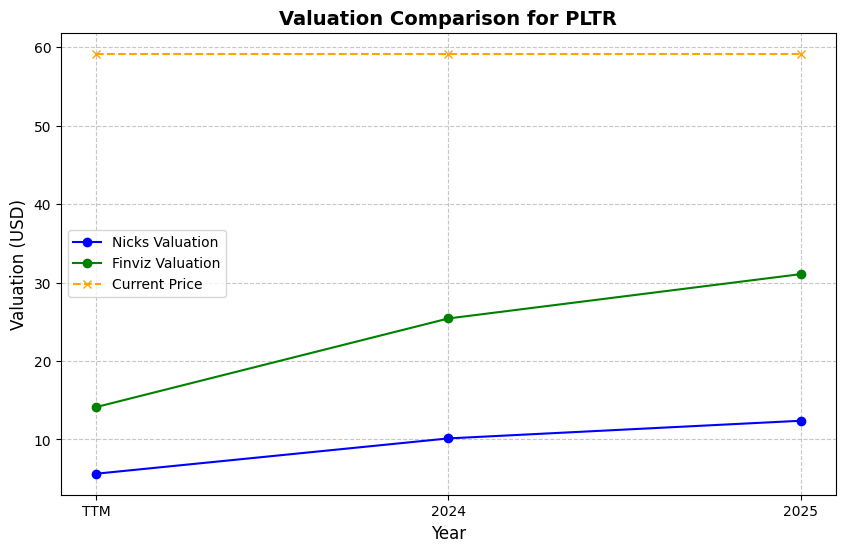 Valuation Comparison for PLTR
Valuation (USD)
60
50
40
30
20
10
Nicks Valuation
Finviz Valuation
Current Price
TTM
2024
2025
Year